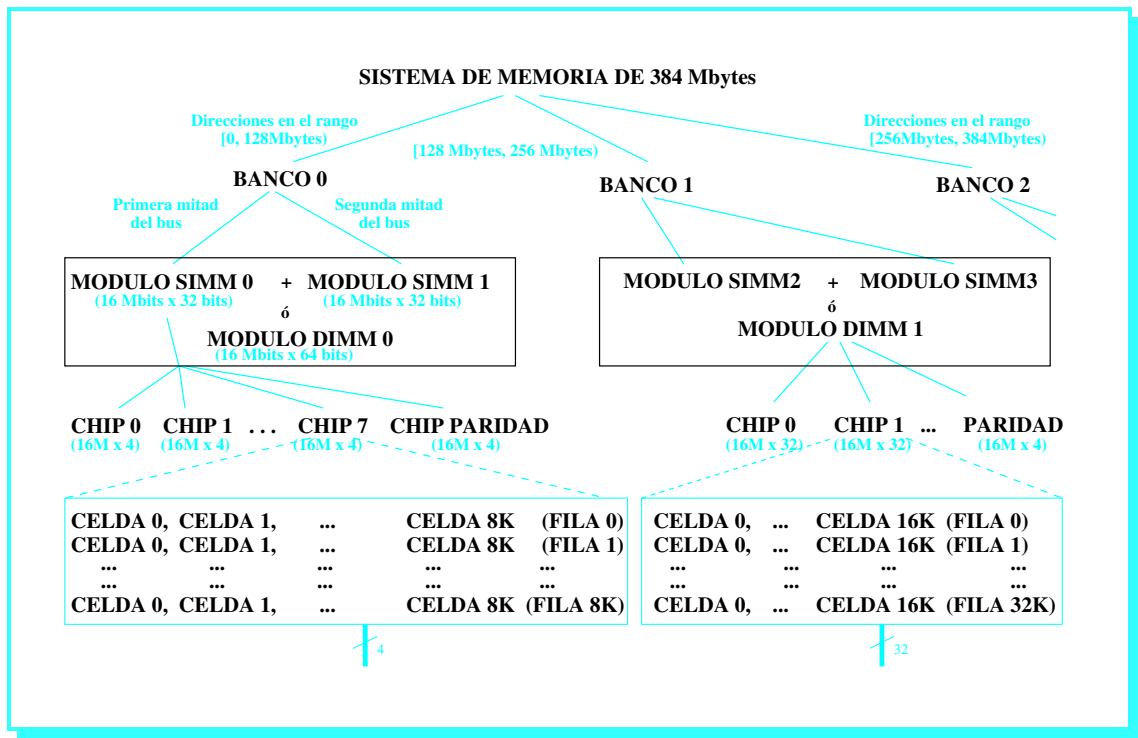 SISTEMA DE MEMORIA DE 384 Mbytes
Direcciones en el rango
[0, 128Mbytes)
[128 Mbytes, 256 Mbytes)
Direcciones en el rango
[256Mbytes, 384Mbytes)
BANCO 0
BANCO 1
BANCO 2
Primera mitad
del bus
Segunda mitad
del bus
MODULO SIMM 0 + MODULO SIMM 1
(16 Mbits x 32 bits) (16 Mbits x 32 bits)
ó
MODULO DIMM 0
(16 Mbits x 64 bits)
MODULO SIMM2 + MODULO SIMM3
ó
MODULO DIMM 1
CHIP 0 CHIP 1 . . . CHIP 7 CHIP PARIDAD
(16M x 4) (16M x 4) (16M x 4) (16M x 4)
CHIP 0 CHIP 1 ... PARIDAD
(16M x 32) (16M x 32) (16M x 4)
CELDA 0, CELDA 1, ... CELDA 8K (FILA 0)
CELDA 0, CELDA 1, ... CELDA 8K (FILA 1)
... ... ... ... ...
... ... ... ... ...
CELDA 0, CELDA 1, ... CELDA 8K (FILA 8K)
4
CELDA 0, ... CELDA 16K (FILA 0)
CELDA 0, ... CELDA 16K (FILA 1)
... ... ... ...
... ... ... ...
CELDA 0, ... CELDA 16K (FILA 32K)
32